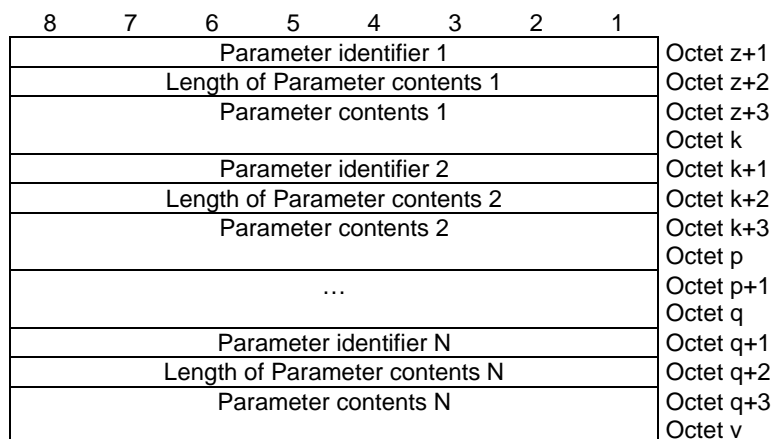 8 7 6 5 4 3 2 1
Parameter identifier 1 Octet z+1
Length of Parameter contents 1 Octet z+2
Parameter contents 1 Octet z+3
Octet k
Parameter identifier 2 Octet k+1
Length of Parameter contents 2 Octet k+2
Parameter contents 2 Octet k+3
Octet p
… Octet p+1
Octet q
Parameter identifier N Octet q+1
Length of Parameter contents N Octet q+2
Parameter contents N Octet q+3
Octet v